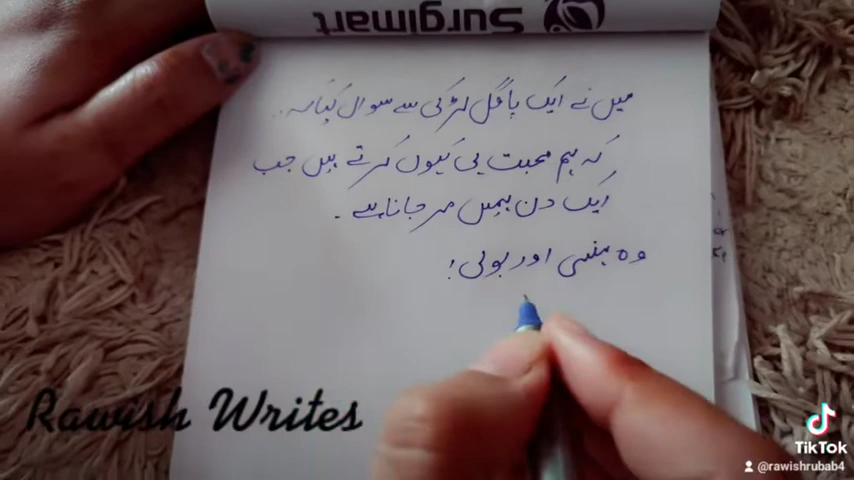 Surgimart
میں نے ایک پاگل لڑکی سے سوال کیا۔
کہ ہم محبت ہی کیوں کرتے ہیں جب
ایک دن ہمیں مر جانا ہے۔
وہ ہنسی اور بولی!
Rawish Writes
TikTok
@rawishrubab4